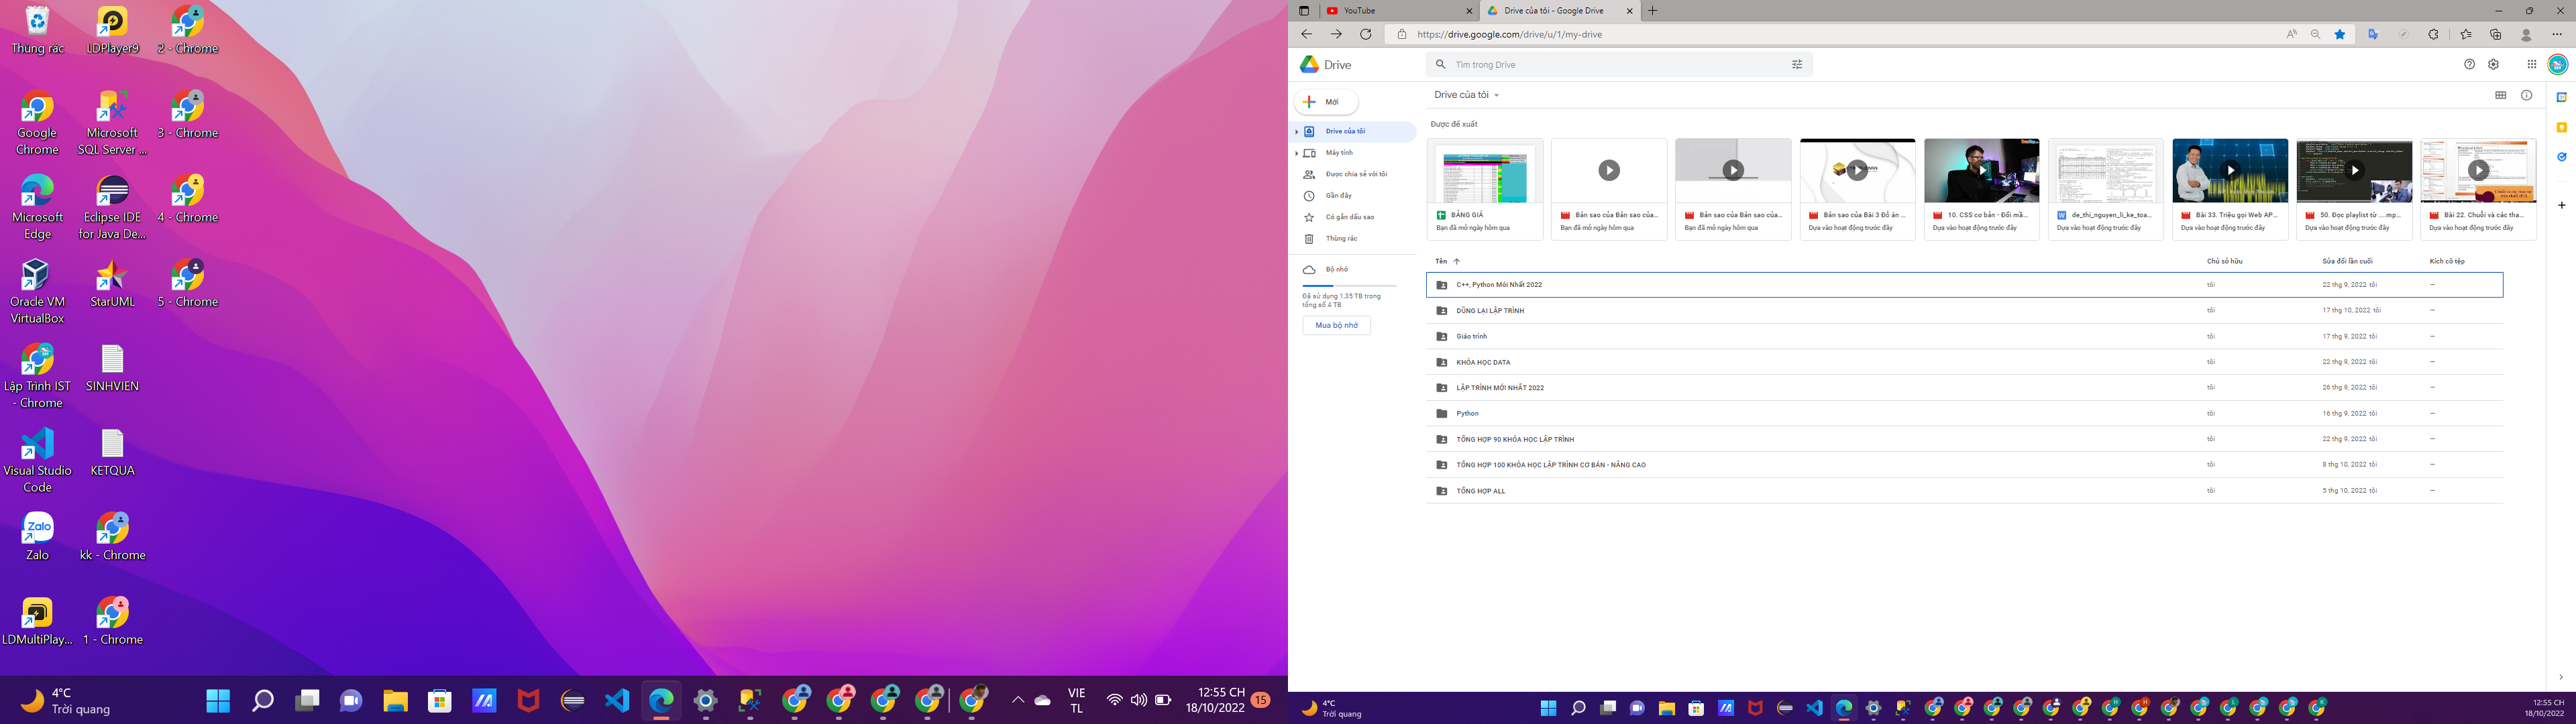 Thùng rác
LDPlayer9
2 - Chrome
Google
Chrome
Microsoft
SQL Server ...
3 - Chrome
Microsoft
Edge
Eclipse IDE
for Java De...
4 - Chrome
Oracle VM
VirtualBox
StarUML
5 - Chrome
Lập Trình IST
- Chrome
SINHVIEN
Visual Studio
Code
KETQUA
Zalo
Zalo
kk - Chrome
LDMultiPlay...
1 - Chrome
4°C
Trời quang
VIE
TL
12:55 CH
18/10/2022
15
YouTube
Drive của tôi - Google Drive
https://drive.google.com/drive/u/1/my-drive
Drive
Tìm trong Drive
Mới
Drive của tôi
Máy tính
Được chia sẻ với tôi
Gần đây
Có gắn dấu sao
Thùng rác
Bộ nhớ
Đã sử dụng 1,35 TB trong
tổng số 4 TB
Mua bộ nhớ
Drive của tôi
Được đề xuất
BẢNG GIÁ
Bạn đã mở ngày hôm qua
Bản sao của Bản sao của...
Bạn đã mở ngày hôm qua
Bản sao của Bản sao của...
Bạn đã mở ngày hôm qua
Bản sao của Bài 3 Đồ án ...
Dựa vào hoạt động trước đây
10. CSS cơ bản - Đổi mầ...
Dựa vào hoạt động trước đây
de_thi_nguyen_li_ke_toa...
Dựa vào hoạt động trước đây
Bài 33. Triệu gọi Web AP...
Dựa vào hoạt động trước đây
50. Đọc playlist từ ....mp...
Dựa vào hoạt động trước đây
Bài 22. Chuỗi và các tha...
Dựa vào hoạt động trước đây
Tên Chủ sở hữu Sửa đổi lần cuối Kích cỡ tệp
C++, Python Mới Nhất 2022 tôi 22 thg 9, 2022 tôi —
DỪNG LẠI LẬP TRÌNH tôi 17 thg 10, 2022 tôi —
Giáo trình tôi 17 thg 9, 2022 tôi —
KHÓA HỌC DATA tôi 22 thg 9, 2022 tôi —
LẬP TRÌNH MỚI NHẤT 2022 tôi 26 thg 9, 2022 tôi —
Python tôi 16 thg 9, 2022 tôi —
TỔNG HỢP 90 KHÓA HỌC LẬP TRÌNH tôi 22 thg 9, 2022 tôi —
TỔNG HỢP 100 KHÓA HỌC LẬP TRÌNH CƠ BẢN - NÂNG CAO tôi 8 thg 10, 2022 tôi —
TỔNG HỢP ALL tôi 5 thg 10, 2022 tôi —
4°C
Trời quang
12:55 CH
18/10/2022